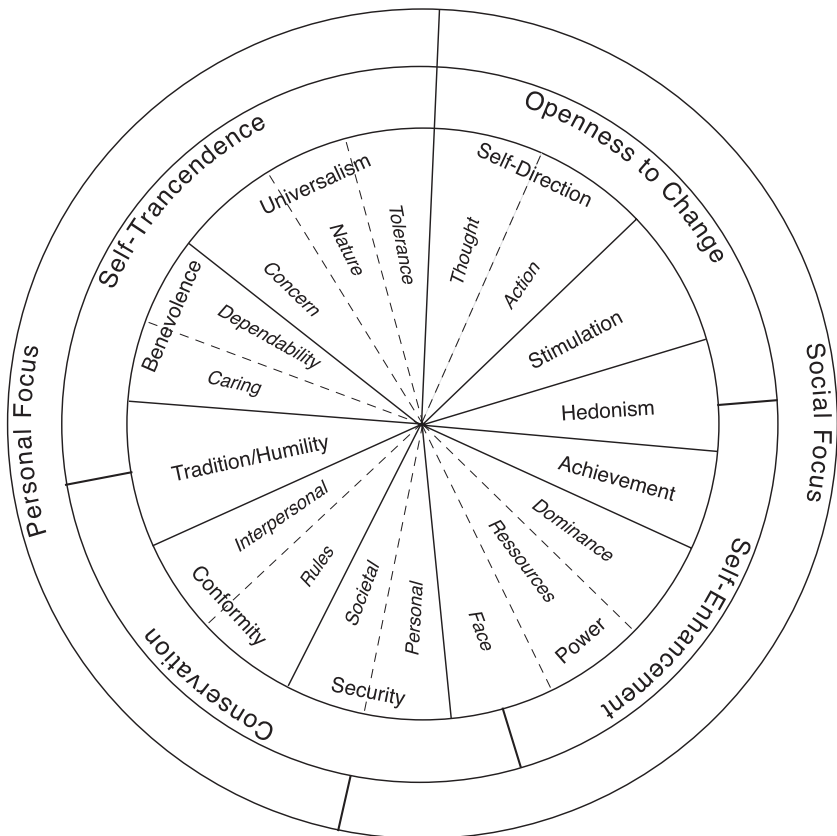 Personal Focus
Social Focus
Self-Trancendence
Openness to Change
Self-Enhancement
Conservation
Universalism
Concern
Nature
Tolerance
Self-Direction
Thought
Action
Stimulation
Hedonism
Achievement
Power
Dominance
Ressources
Face
Security
Personal
Societal
Conformity
Rules
Interpersonal
Tradition/Humility
Benevolence
Caring
Dependability